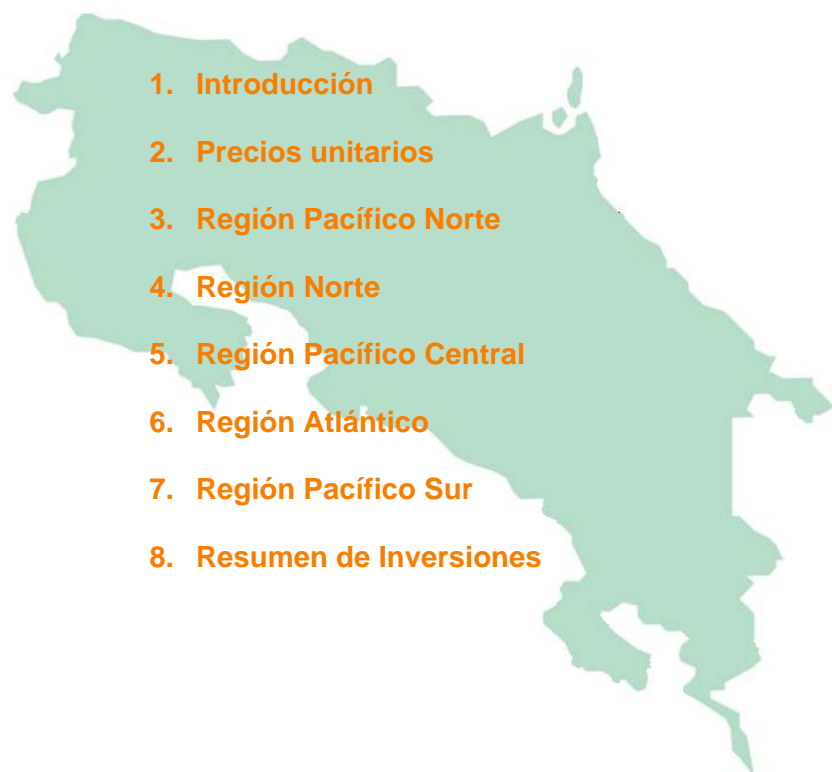 1. Introducción
2. Precios unitarios
3. Región Pacífico Norte
4. Región Norte
5. Región Pacífico Central
6. Región Atlántico
7. Región Pacífico Sur
8. Resumen de Inversiones